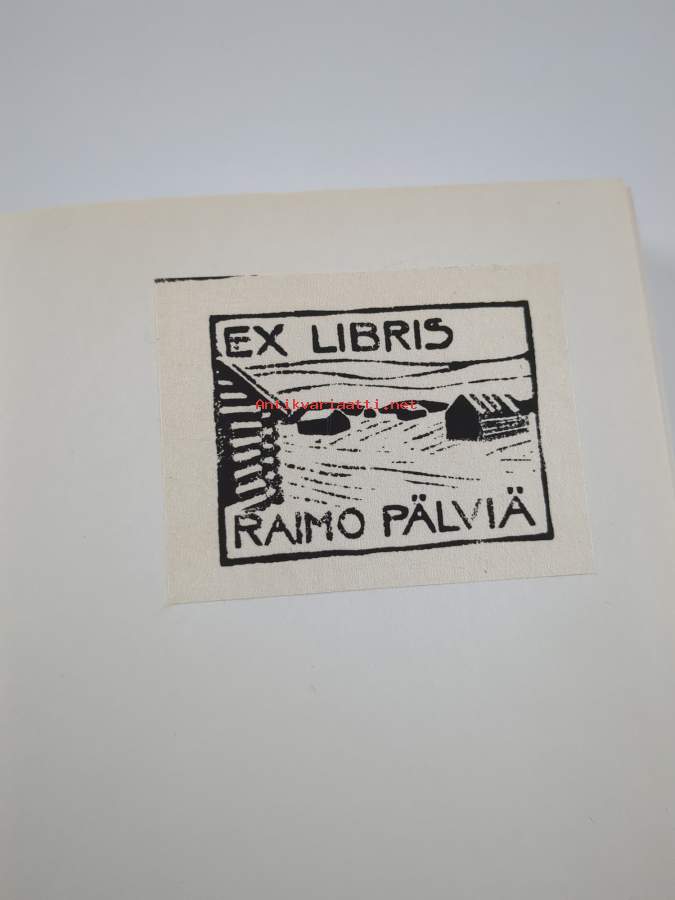 EX LIBRIS
Antikvariaatti.net
RAIMO PÄLVIÄ